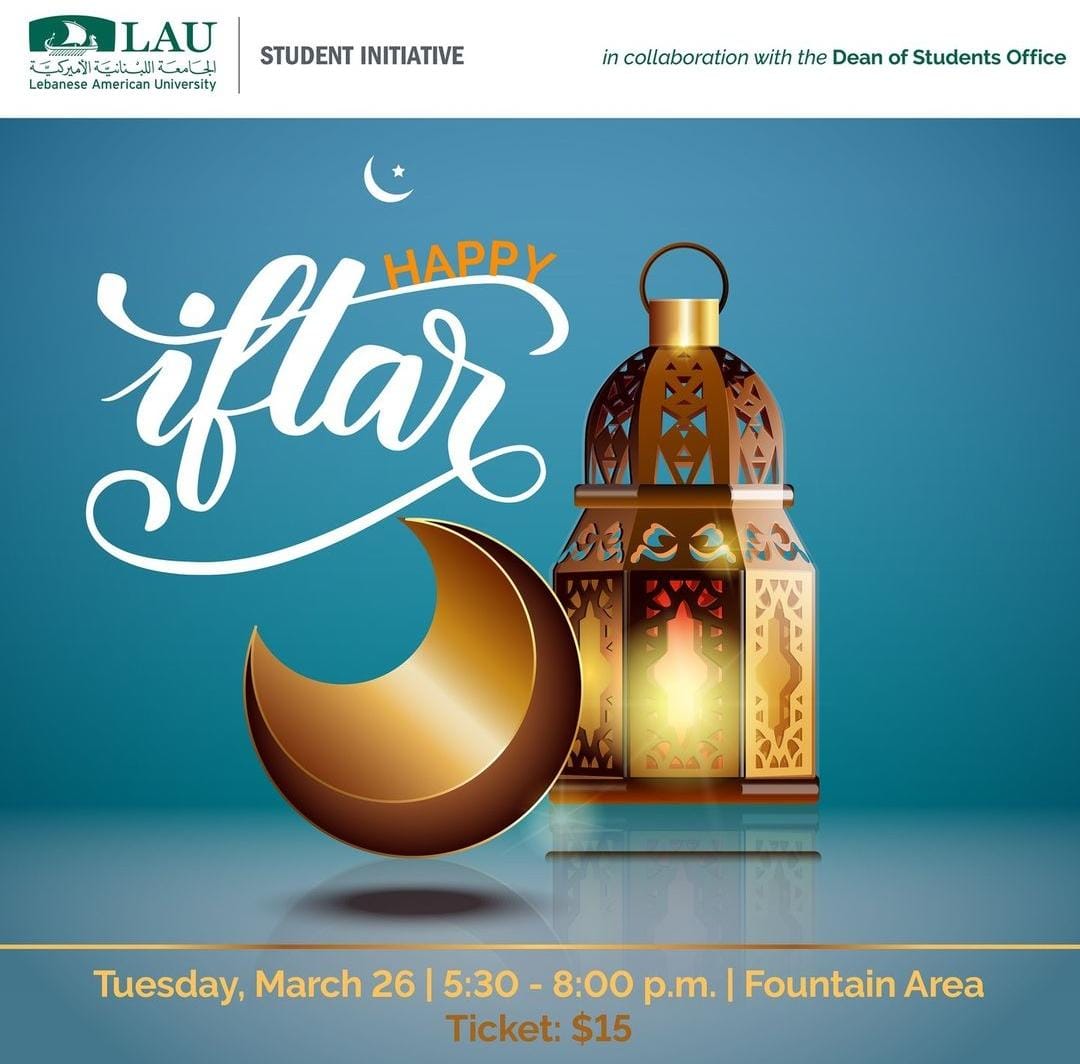 LAU
الجامعة اللبنانية الأميركية
Lebanese American University
STUDENT INITIATIVE
in collaboration with the Dean of Students Office
HAPPY
iftar
Tuesday, March 26 | 5:30 - 8:00 p.m. | Fountain Area
Ticket: $15